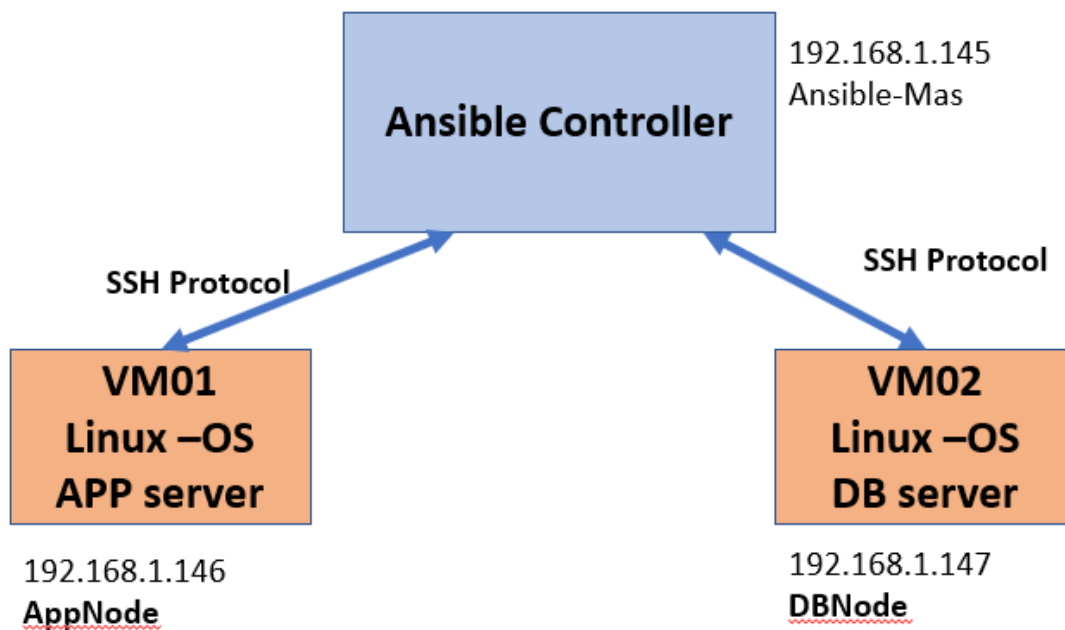 Ansible Controller
192.168.1.145
Ansible-Mas
SSH Protocol
SSH Protocol
VM01
Linux –OS
APP server
VM02
Linux –OS
DB server
192.168.1.146
AppNode
192.168.1.147
DBNode